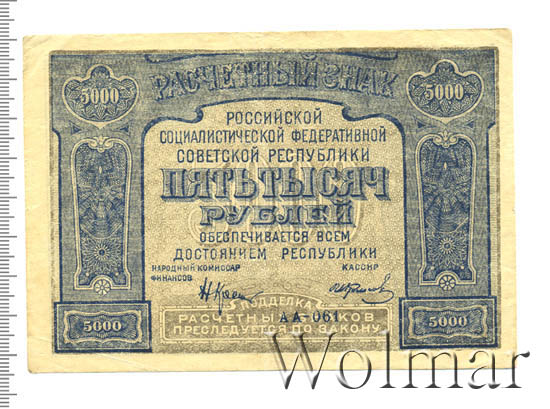 РАСЧЕТНЫЙ ЗНАК
5000 5000
РОССИЙСКОЙ
СОЦИАЛИСТИЧЕСКОЙ ФЕДЕРАТИВНОЙ
СОВЕТСКОЙ РЕСПУБЛИКИ
ПЯТЬ ТЫСЯЧ
РУБЛЕЙ
ОБЕСПЕЧИВАЕТСЯ ВСЕМ
ДОСТОЯНИЕМ РЕСПУБЛИКИ
НАРОДНЫЙ КОМИССАР КАССИР
ФИНАНСОВ
ПОДДЕЛКА
АА-061
РАСЧЕТНЫХ ЗНАКОВ
ПРЕСЛЕДУЕТСЯ ПО ЗАКОНУ
5000 5000
Wolmar